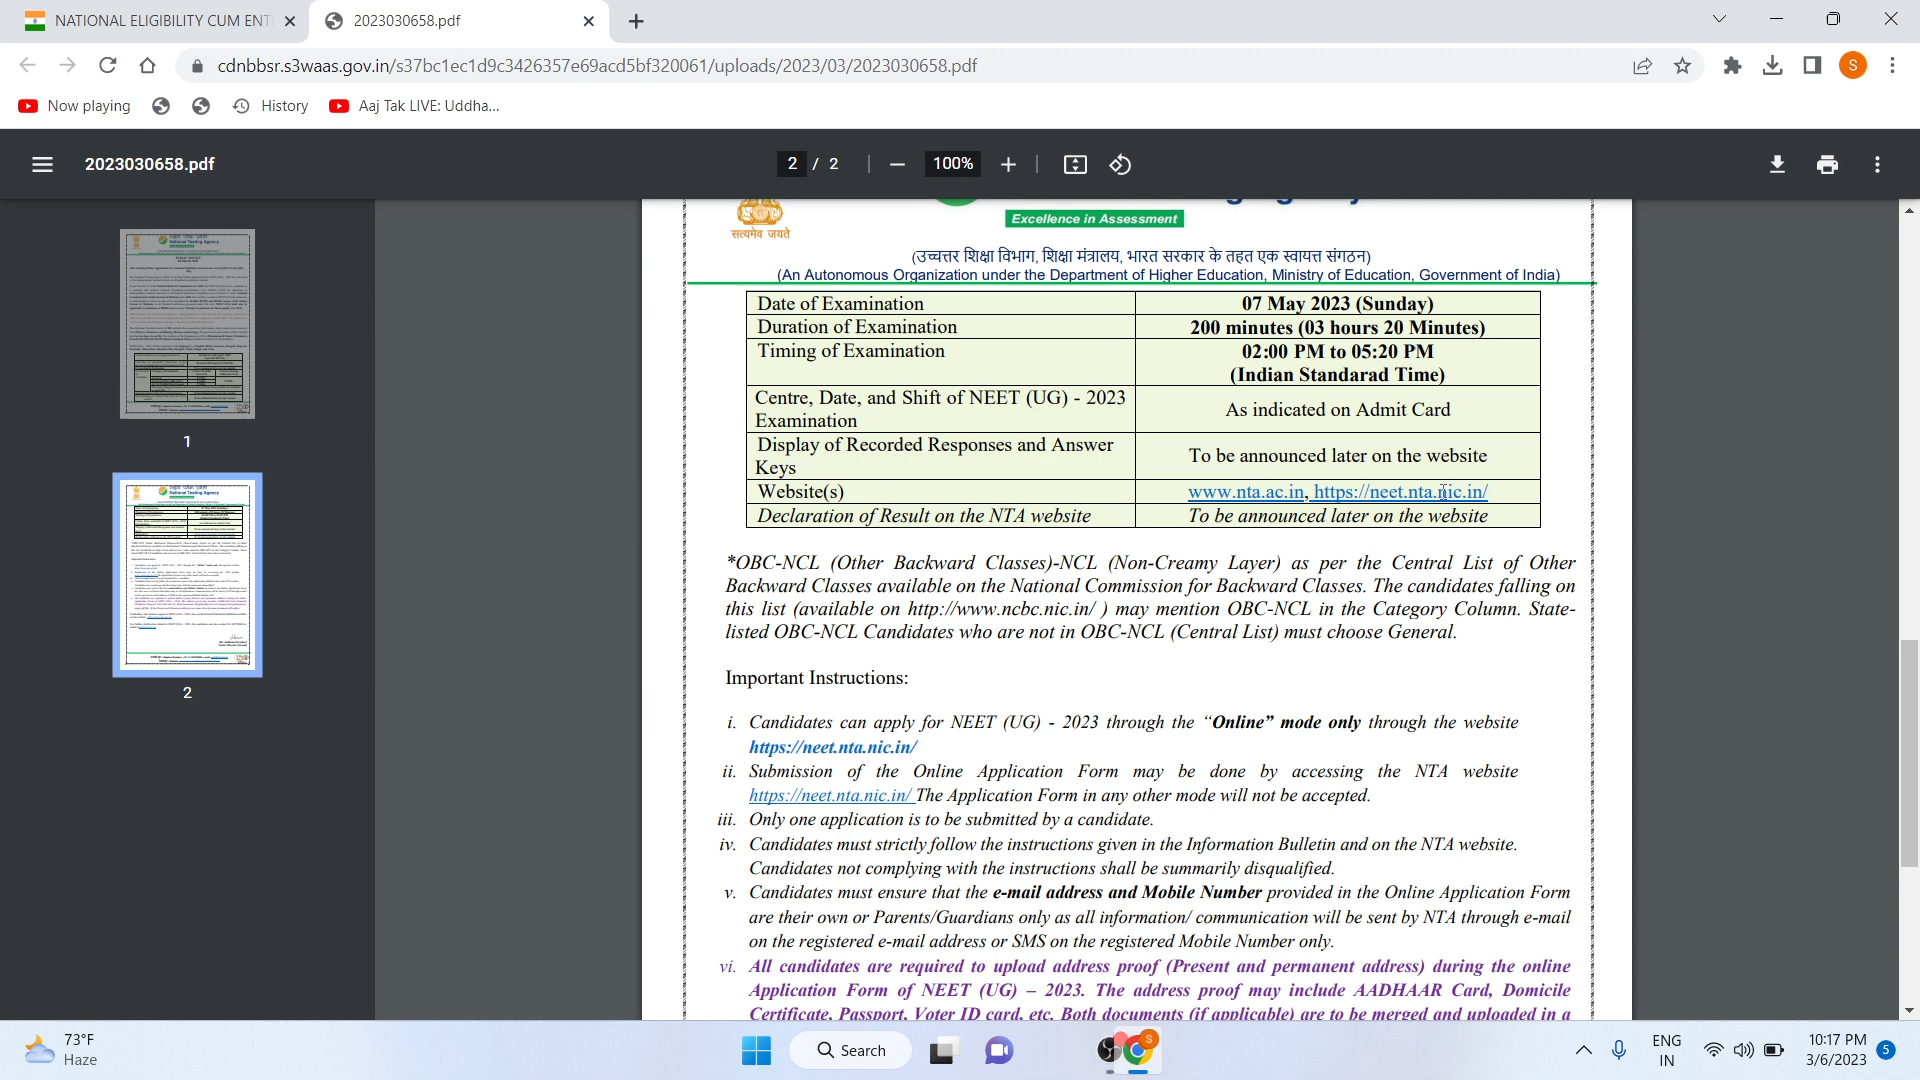 NATIONAL ELIGIBILITY CUM ENT
2023030658.pdf
cdnbbsr.s3waas.gov.in/s37bc1ec1d9c3426357e69acd5bf320061/uploads/2023/03/2023030658.pdf
S
Now playing
History
Aaj Tak LIVE: Uddha...
2023030658.pdf
2 / 2
100%
1
2
सत्यमेव जयते
Excellence in Assessment
(उच्चत्तर शिक्षा विभाग, शिक्षा मंत्रालय, भारत सरकार के तहत एक स्वायत्त संगठन)
(An Autonomous Organization under the Department of Higher Education, Ministry of Education, Government of India)
Date of Examination 07 May 2023 (Sunday)
Duration of Examination 200 minutes (03 hours 20 Minutes)
Timing of Examination 02:00 PM to 05:20 PM
(Indian Standarad Time)
Centre, Date, and Shift of NEET (UG) - 2023
Examination As indicated on Admit Card
Display of Recorded Responses and Answer
Keys To be announced later on the website
Website(s) www.nta.ac.in, https://neet.nta.nic.in/
Declaration of Result on the NTA website To be announced later on the website
*OBC-NCL (Other Backward Classes)-NCL (Non-Creamy Layer) as per the Central List of Other
Backward Classes available on the National Commission for Backward Classes. The candidates falling on
this list (available on http://www.ncbc.nic.in/ ) may mention OBC-NCL in the Category Column. State-
listed OBC-NCL Candidates who are not in OBC-NCL (Central List) must choose General.
Important Instructions:
i. Candidates can apply for NEET (UG) - 2023 through the “Online” mode only through the website
https://neet.nta.nic.in/
ii. Submission of the Online Application Form may be done by accessing the NTA website
https://neet.nta.nic.in/ The Application Form in any other mode will not be accepted.
iii. Only one application is to be submitted by a candidate.
iv. Candidates must strictly follow the instructions given in the Information Bulletin and on the NTA website.
Candidates not complying with the instructions shall be summarily disqualified.
v. Candidates must ensure that the e-mail address and Mobile Number provided in the Online Application Form
are their own or Parents/Guardians only as all information/ communication will be sent by NTA through e-mail
on the registered e-mail address or SMS on the registered Mobile Number only.
vi. All candidates are required to upload address proof (Present and permanent address) during the online
Application Form of NEET (UG) – 2023. The address proof may include AADHAAR Card, Domicile
Certificate, Passport, Voter ID card, etc. Both documents (if applicable) are to be merged and uploaded in a
73°F
Haze
Search
S
ENG
IN
10:17 PM
3/6/2023
5